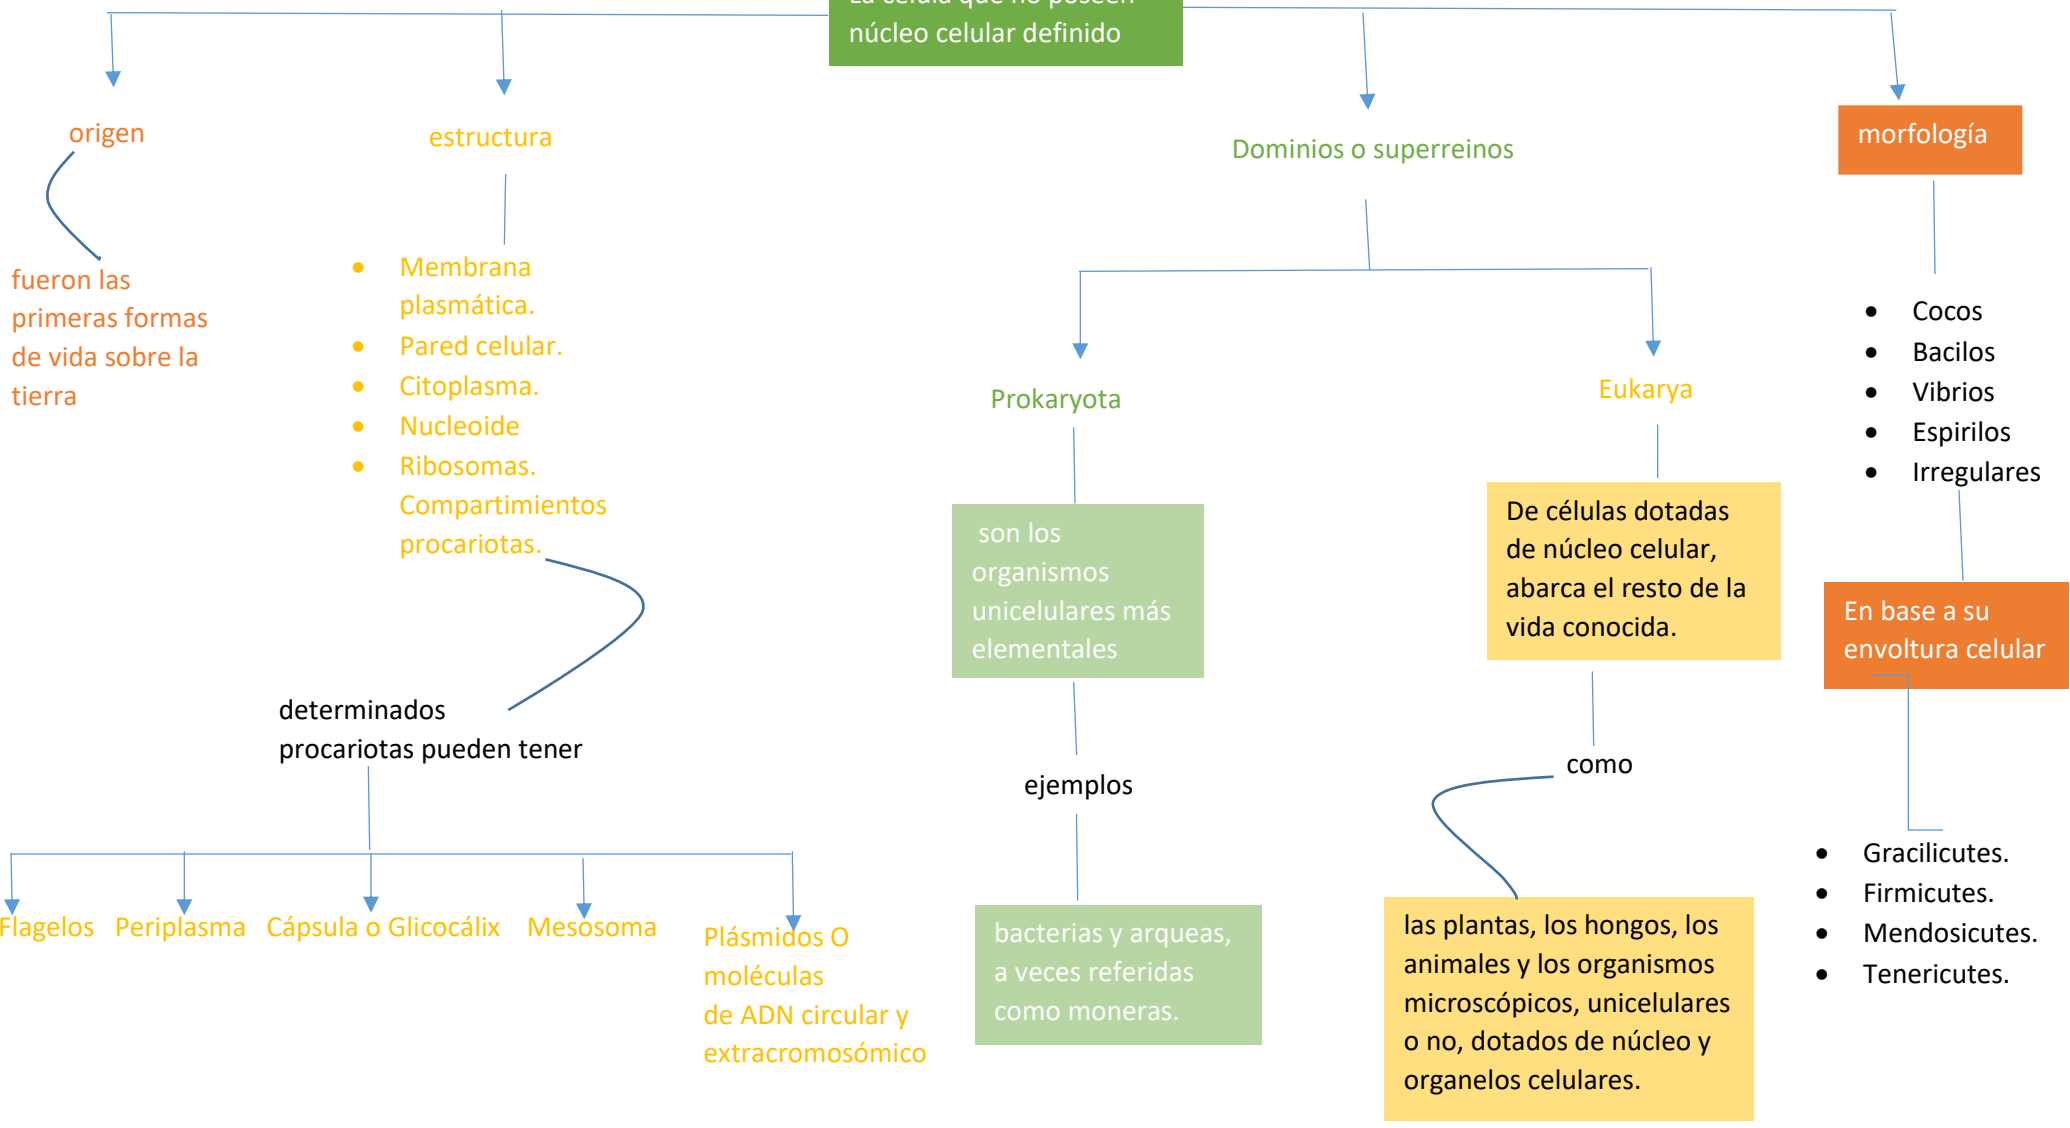 La célula que no poseen
núcleo celular definido
origen
fueron las
primeras formas
de vida sobre la
tierra
estructura
• Membrana
plasmática.
• Pared celular.
• Citoplasma.
• Nucleoide
• Ribosomas.
Compartimientos
procariotas.
determinados
procariotas pueden tener
Flagelos
Periplasma
Cápsula o Glicocálix
Mesosoma
Plásmidos O
moléculas
de ADN circular y
extracromosómico
Dominios o superreinos
Prokaryota
son los
organismos
unicelulares más
elementales
ejemplos
bacterias y arqueas,
a veces referidas
como moneras.
Eukarya
De células dotadas
de núcleo celular,
abarca el resto de la
vida conocida.
como
las plantas, los hongos, los
animales y los organismos
microscópicos, unicelulares
o no, dotados de núcleo y
organelos celulares.
morfología
• Cocos
• Bacilos
• Vibrios
• Espirilos
• Irregulares
En base a su
envoltura celular
• Gracilicutes.
• Firmicutes.
• Mendosicutes.
• Tenericutes.